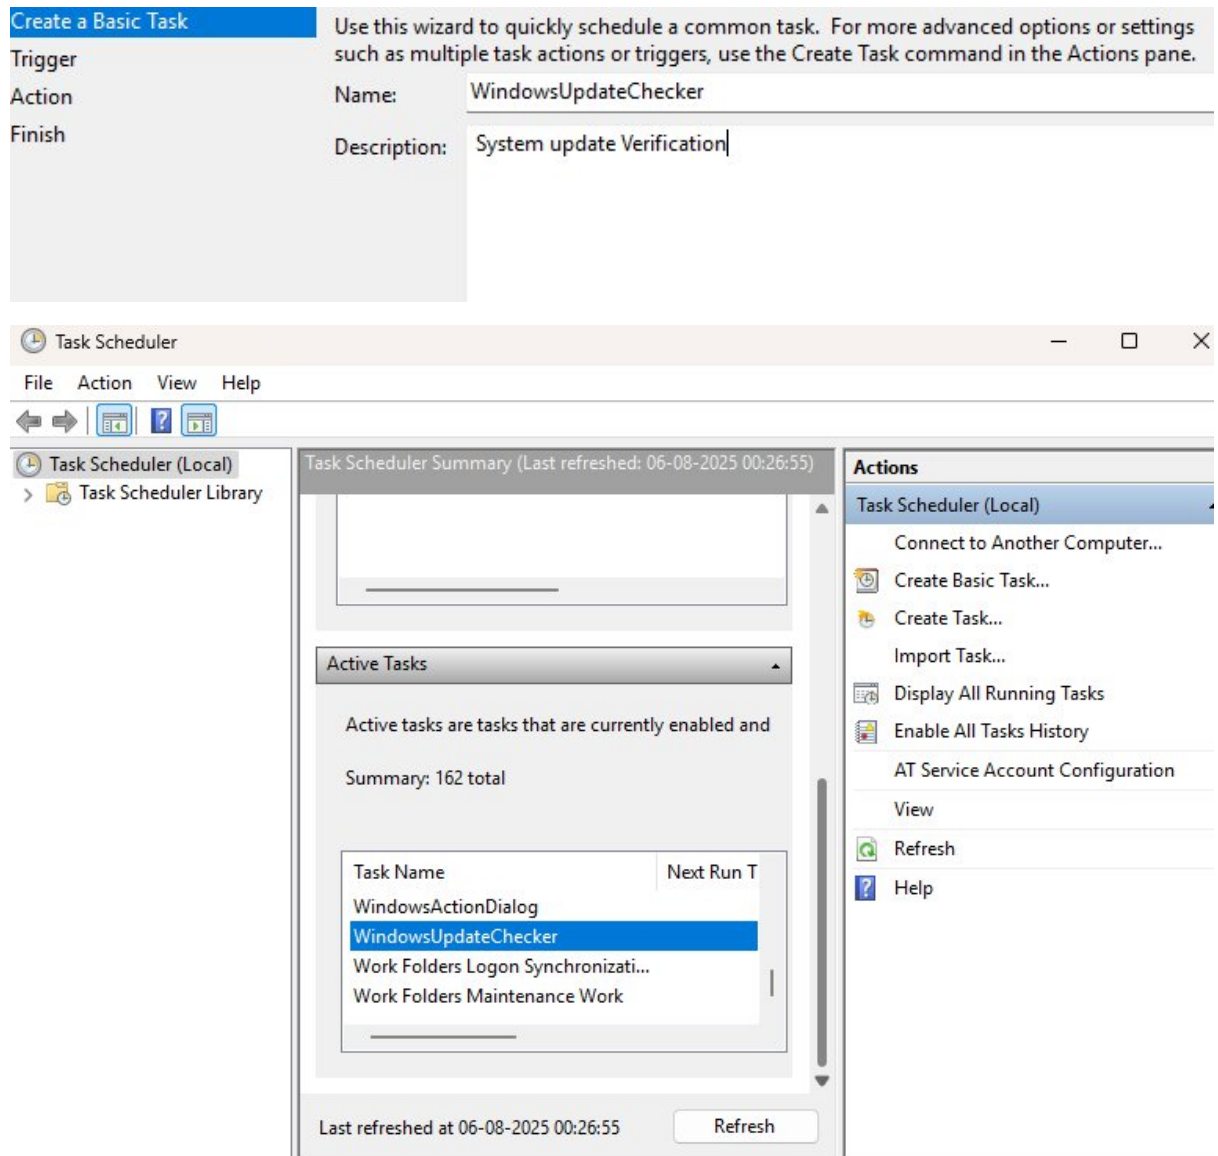 Create a Basic Task
Use this wizard to quickly schedule a common task. For more advanced options or settings
such as multiple task actions or triggers, use the Create Task command in the Actions pane.
Trigger
Action
Finish
Name: WindowsUpdateChecker
Description: System update Verification
Task Scheduler
File Action View Help
Task Scheduler (Local)
Task Scheduler Library
Task Scheduler Summary (Last refreshed: 06-08-2025 00:26:55)
Active Tasks
Active tasks are tasks that are currently enabled and
Summary: 162 total
Task Name Next Run T
WindowsActionDialog
WindowsUpdateChecker
Work Folders Logon Synchronizati...
Work Folders Maintenance Work
Last refreshed at 06-08-2025 00:26:55 Refresh
Actions
Task Scheduler (Local)
Connect to Another Computer...
Create Basic Task...
Create Task...
Import Task...
Display All Running Tasks
Enable All Tasks History
AT Service Account Configuration
View
Refresh
Help